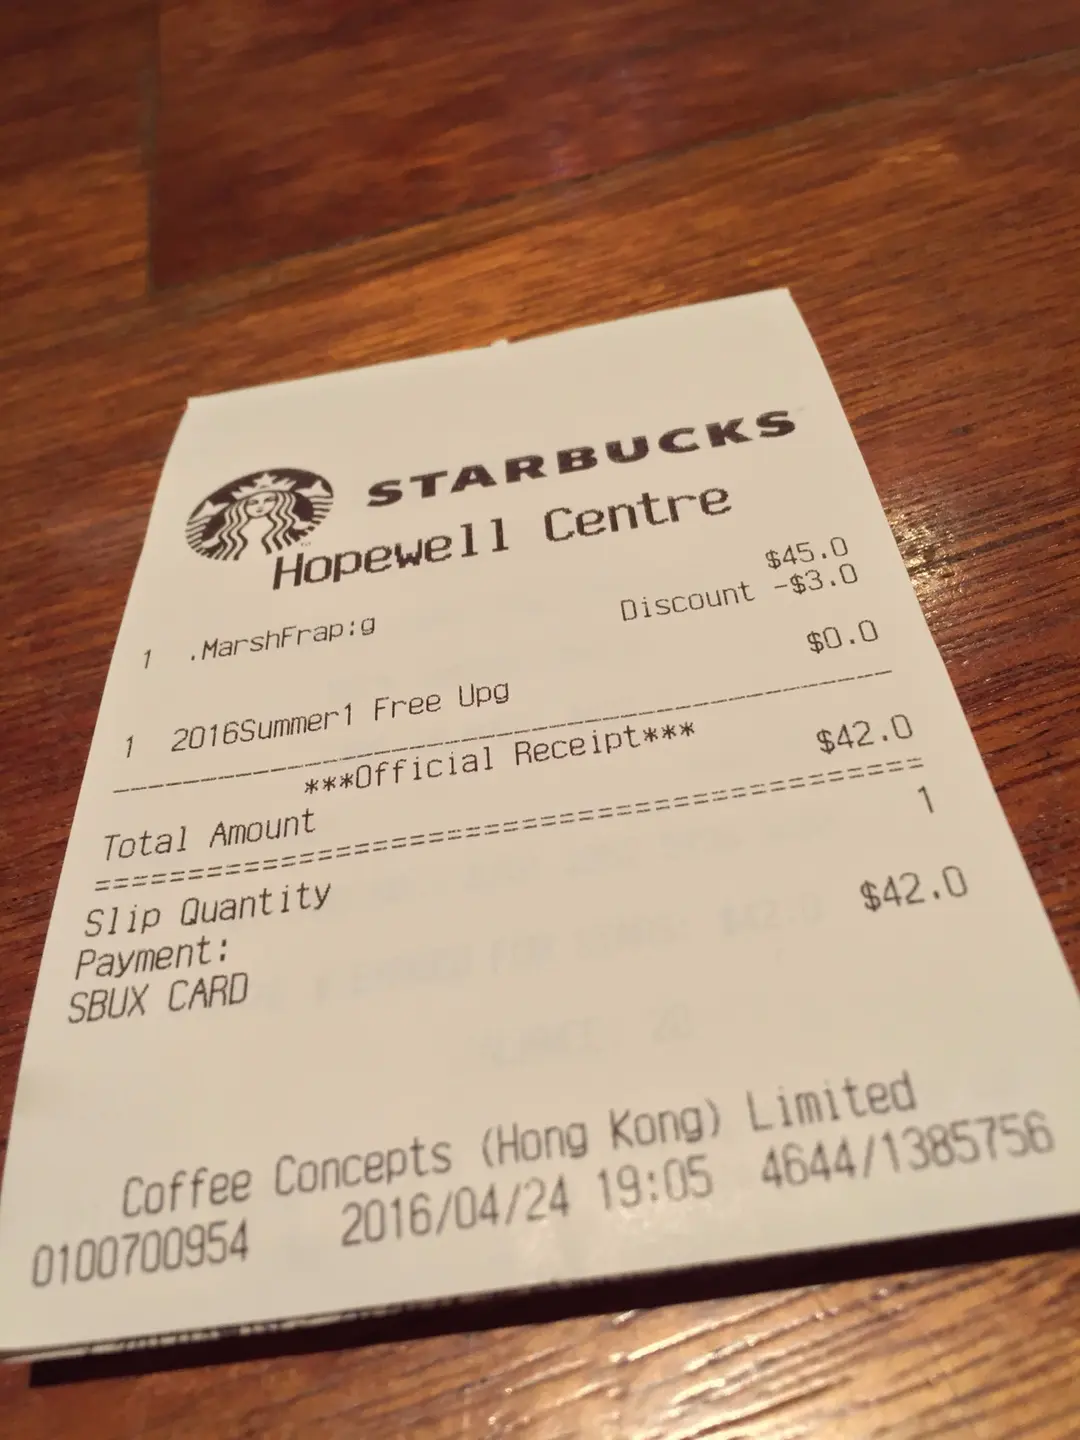 STARBUCKS
Hopewell Centre
1 .MarshFrap:g $45.0
Discount -$3.0
1 2016Summer1 Free Upg $0.0
***Official Receipt***
Total Amount $42.0
Slip Quantity 1
Payment:
SBUX CARD $42.0
Coffee Concepts (Hong Kong) Limited
0100700954 2016/04/24 19:05 4644/1385756